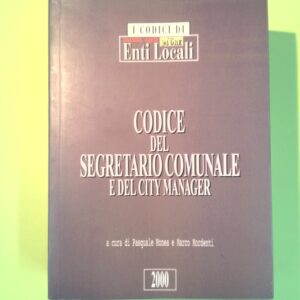 I CODICI DI
Enti Locali
CODICE
DEL
SEGRETARIO COMUNALE
E DEL CITY MANAGER
a cura di Pasquale Monea e Marco Mordenti
2000